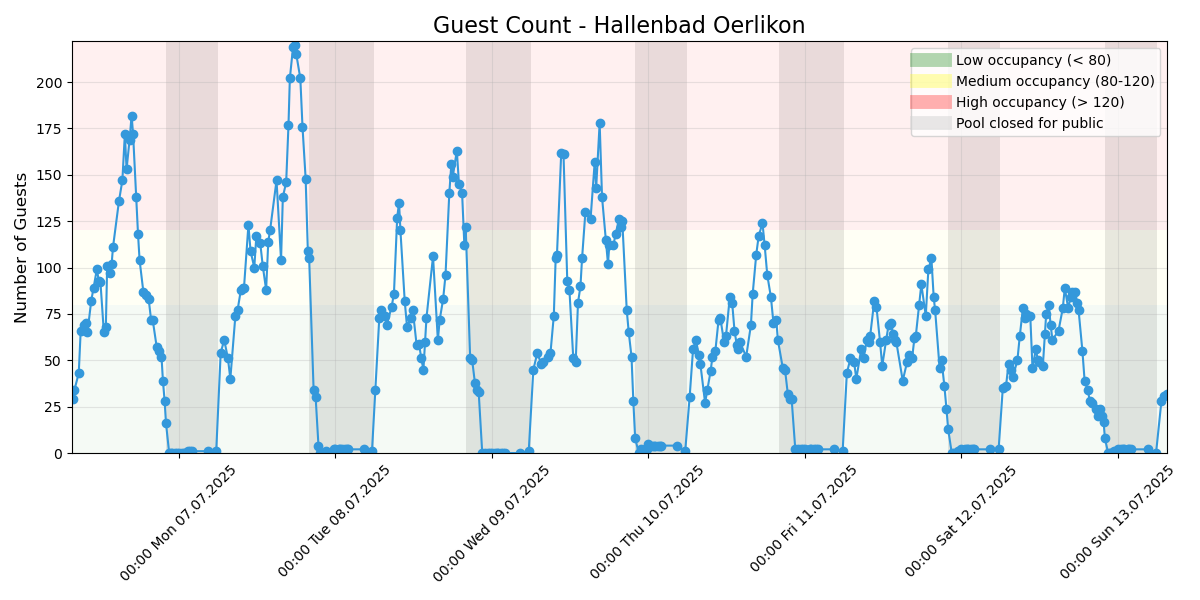 Guest Count - Hallenbad Oerlikon
Number of Guests
200
175
150
125
100
75
50
25
0
Low occupancy (< 80)
Medium occupancy (80-120)
High occupancy (> 120)
Pool closed for public
00:00 Mon 07.07.2025
00:00 Tue 08.07.2025
00:00 Wed 09.07.2025
00:00 Thu 10.07.2025
00:00 Fri 11.07.2025
00:00 Sat 12.07.2025
00:00 Sun 13.07.2025